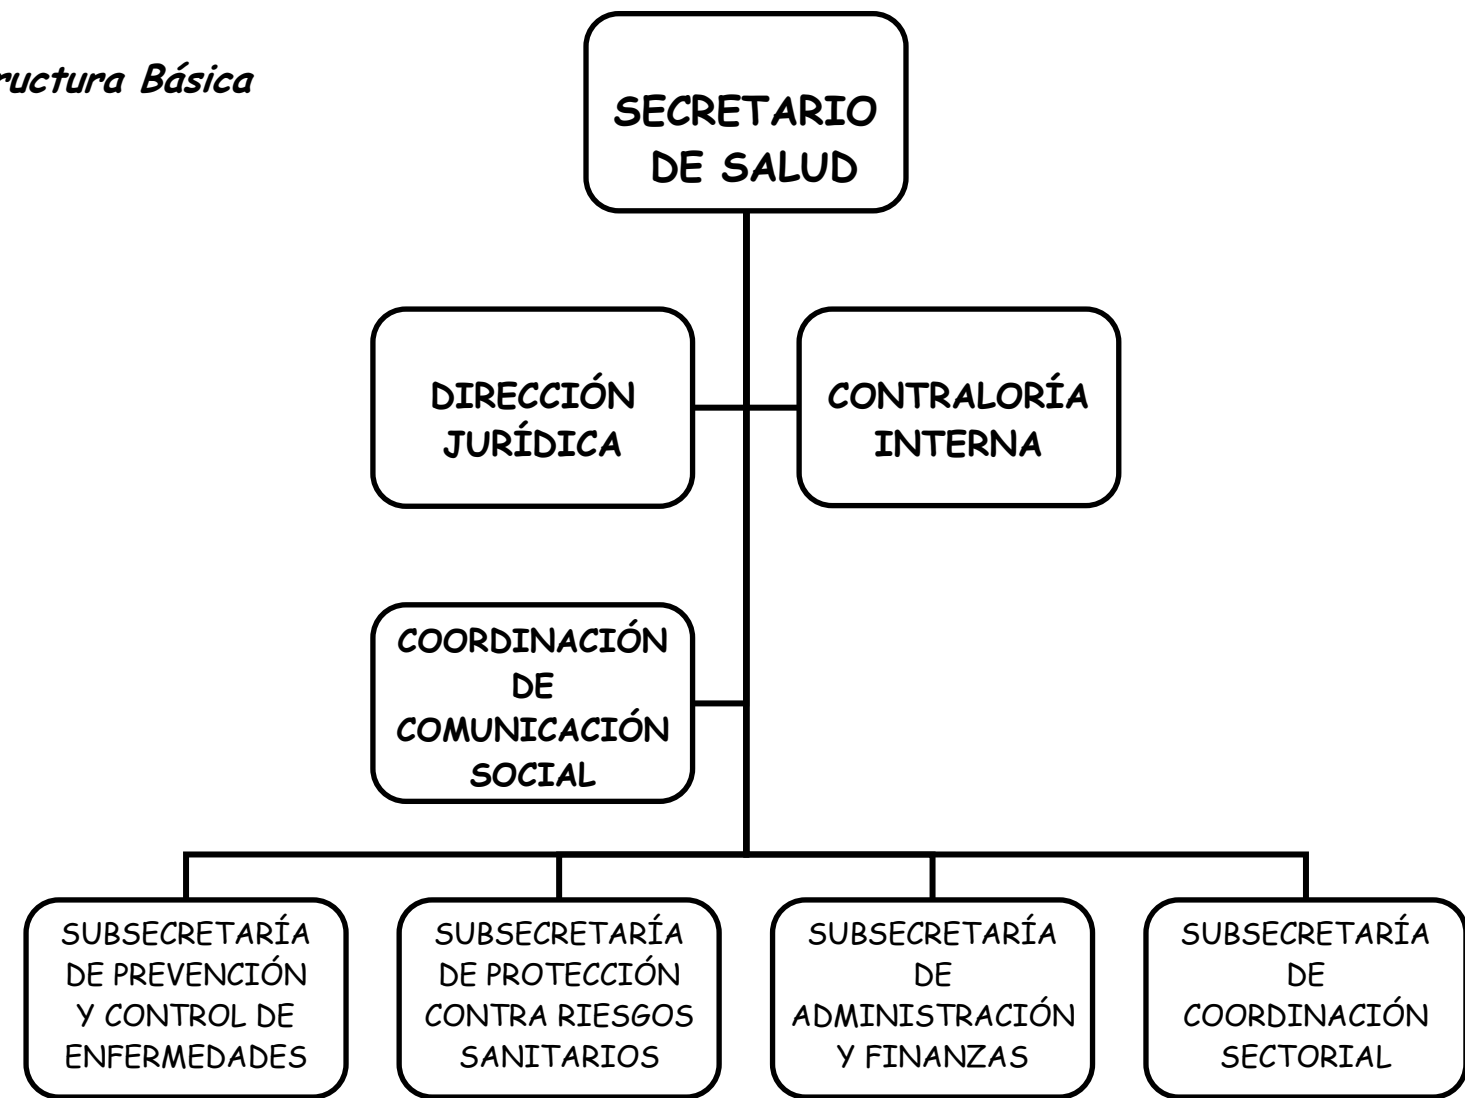 ructura Básica
SECRETARIO
DE SALUD
DIRECCIÓN
JURÍDICA
CONTRALORÍA
INTERNA
COORDINACIÓN
DE
COMUNICACIÓN
SOCIAL
SUBSECRETARÍA
DE PREVENCIÓN
Y CONTROL DE
ENFERMEDADES
SUBSECRETARÍA
DE PROTECCIÓN
CONTRA RIESGOS
SANITARIOS
SUBSECRETARÍA
DE
ADMINISTRACIÓN
Y FINANZAS
SUBSECRETARÍA
DE
COORDINACIÓN
SECTORIAL